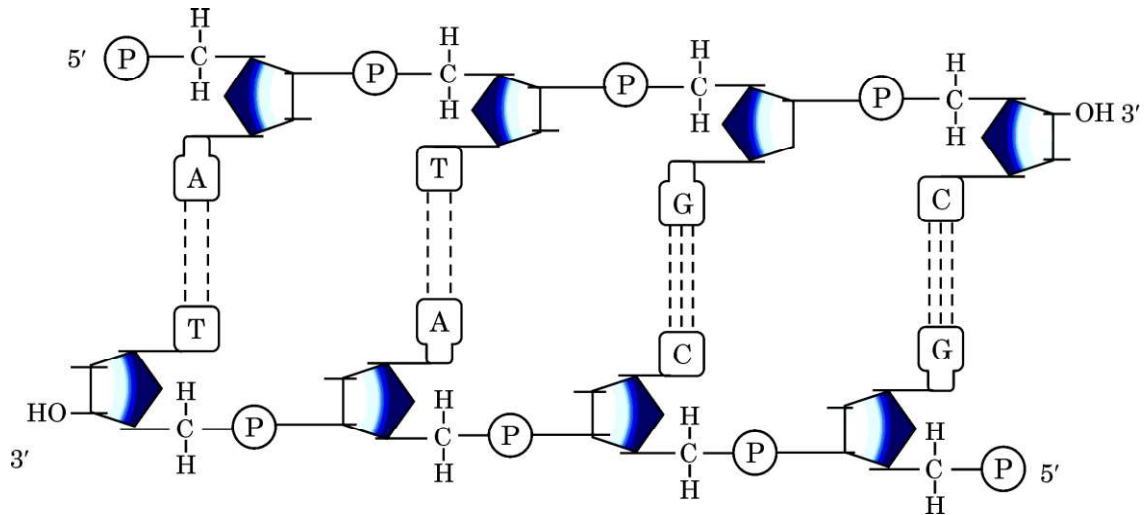 H H H H
5′ P C P C P C P C OH 3′
H H H H
A T G C
T A C G
H H H H
HO C P C P C P C P 5′
3′ H H H H